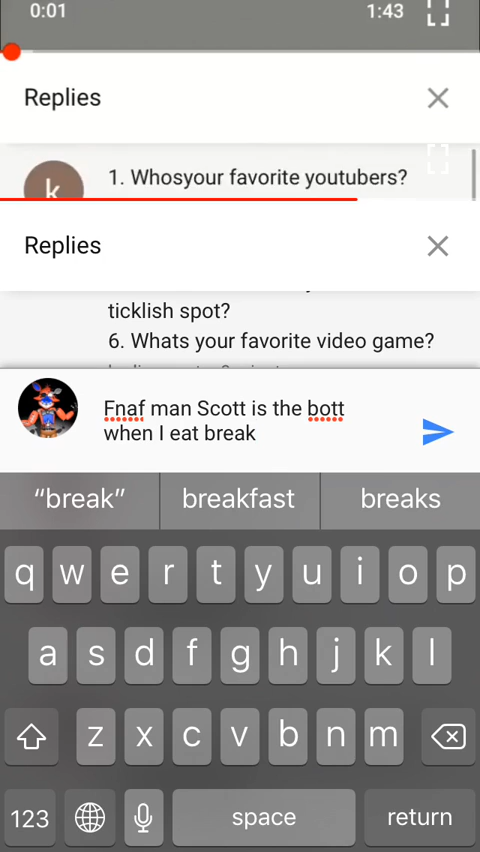 0:01 1:43
Replies
k
1. Whosyour favorite youtubers?
Replies
ticklish spot?
6. Whats your favorite video game?
Fnaf man Scott is the bott
when I eat break
“break” breakfast breaks
q w e r t y u i o p
a s d f g h j k l
z x c v b n m
123 space return